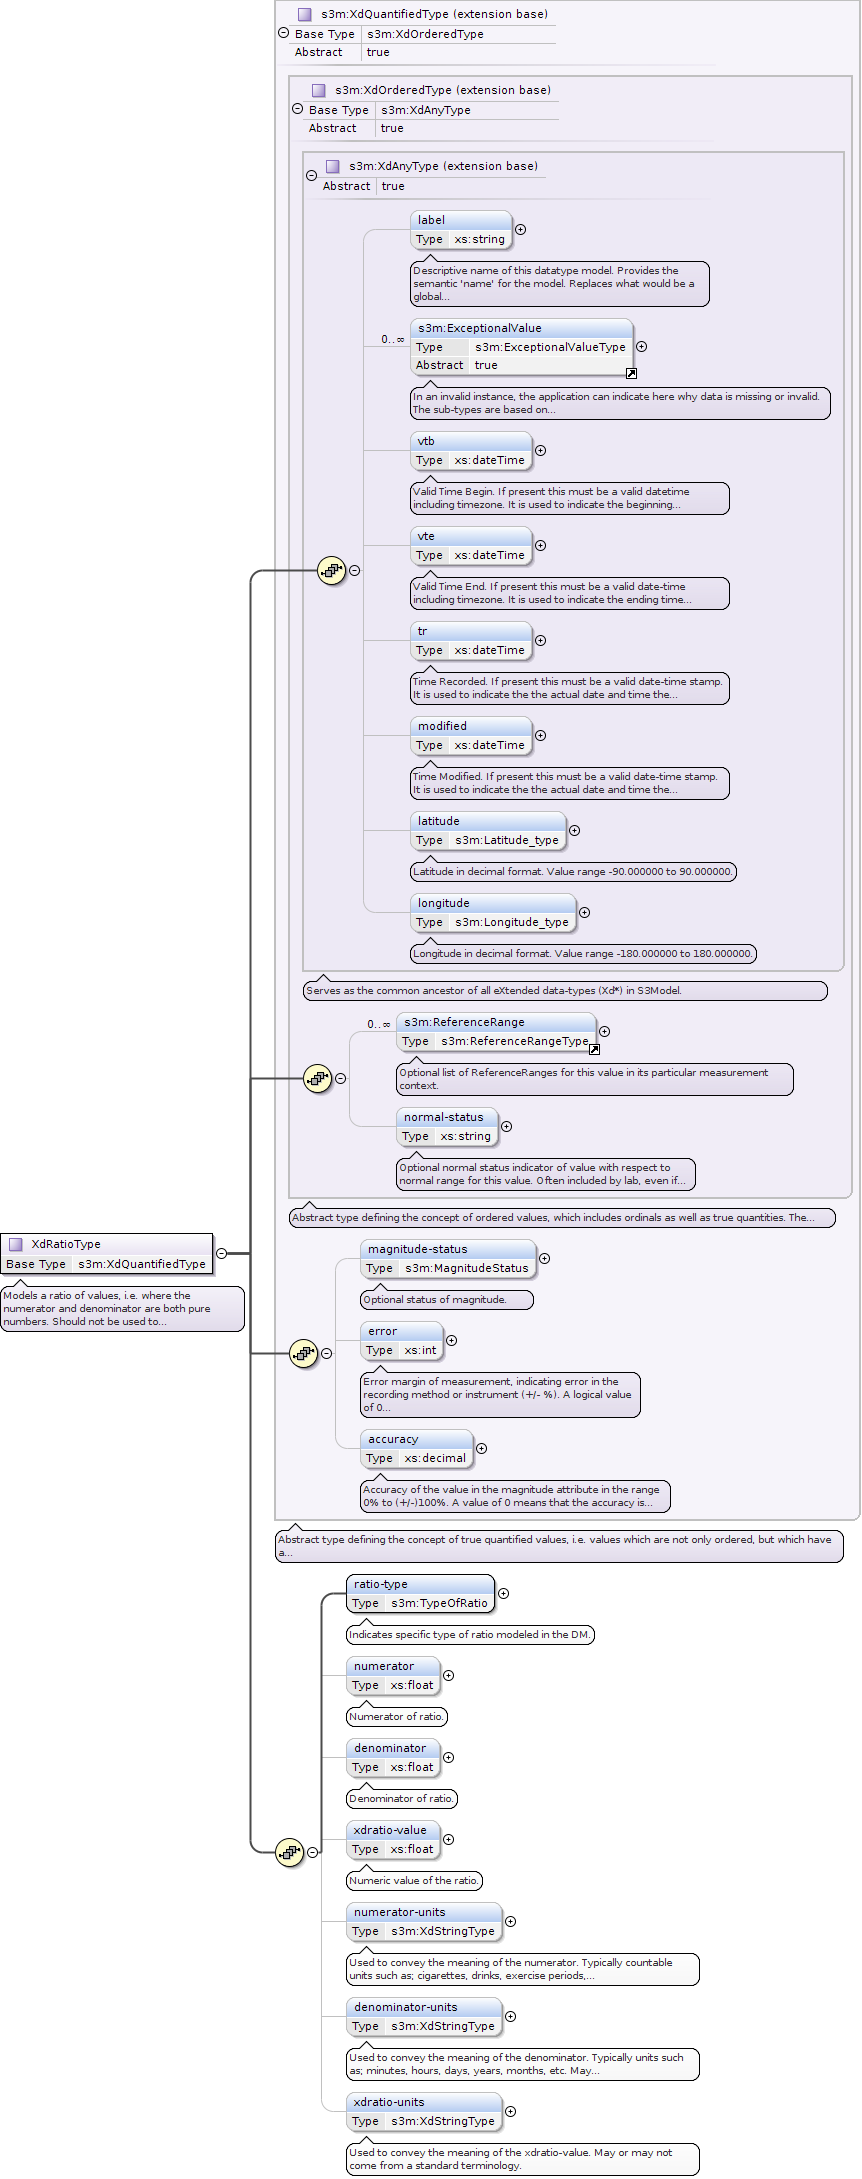 s3m:XdQuantifiedType (extension base)
Base Type s3m:XdOrderedType
Abstract true
s3m:XdOrderedType (extension base)
Base Type s3m:XdAnyType
Abstract true
s3m:XdAnyType (extension base)
Abstract true
label
Type xs:string
Descriptive name of this datatype model. Provides the
semantic 'name' for the model. Replaces what would be a
global...
0..∞
s3m:ExceptionalValue
Type s3m:ExceptionalValueType
Abstract true
In an invalid instance, the application can indicate here why data is missing or invalid.
The sub-types are based on...
vtb
Type xs:dateTime
Valid Time Begin. If present this must be a valid datetime
including timezone. It is used to indicate the beginning...
vte
Type xs:dateTime
Valid Time End. If present this must be a valid date-time
including timezone. It is used to indicate the ending time...
tr
Type xs:dateTime
Time Recorded. If present this must be a valid date-time stamp.
It is used to indicate the the actual date and time the...
modified
Type xs:dateTime
Time Modified. If present this must be a valid date-time stamp.
It is used to indicate the the actual date and time the...
latitude
Type s3m:Latitude_type
Latitude in decimal format. Value range -90.000000 to 90.000000.
longitude
Type s3m:Longitude_type
Longitude in decimal format. Value range -180.000000 to 180.000000.
Serves as the common ancestor of all eXtended data-types (Xd*) in S3Model.
0..∞
s3m:ReferenceRange
Type s3m:ReferenceRangeType
Optional list of ReferenceRanges for this value in its particular measurement
context.
normal-status
Type xs:string
Optional normal status indicator of value with respect to
normal range for this value. Often included by lab, even if...
Abstract type defining the concept of ordered values, which includes ordinals as well as true quantities. The...
XdRatioType
Base Type s3m:XdQuantifiedType
Models a ratio of values, i.e. where the
numerator and denominator are both pure
numbers. Should not be used to...
magnitude-status
Type s3m:MagnitudeStatus
Optional status of magnitude.
error
Type xs:int
Error margin of measurement, indicating error in the
recording method or instrument (+/- %). A logical value
of 0...
accuracy
Type xs:decimal
Accuracy of the value in the magnitude attribute in the range
0% to (+/-)100%. A value of 0 means that the accuracy is...
Abstract type defining the concept of true quantified values, i.e. values which are not only ordered, but which have
a...
ratio-type
Type s3m:TypeOfRatio
Indicates specific type of ratio modeled in the DM.
numerator
Type xs:float
Numerator of ratio.
denominator
Type xs:float
Denominator of ratio.
xdratio-value
Type xs:float
Numeric value of the ratio.
numerator-units
Type s3m:XdStringType
Used to convey the meaning of the numerator. Typically countable
units such as; cigarettes, drinks, exercise periods,...
denominator-units
Type s3m:XdStringType
Used to convey the meaning of the denominator. Typically units such
as; minutes, hours, days, years, months, etc. May...
xdratio-units
Type s3m:XdStringType
Used to convey the meaning of the xdratio-value. May or may not
come from a standard terminology.